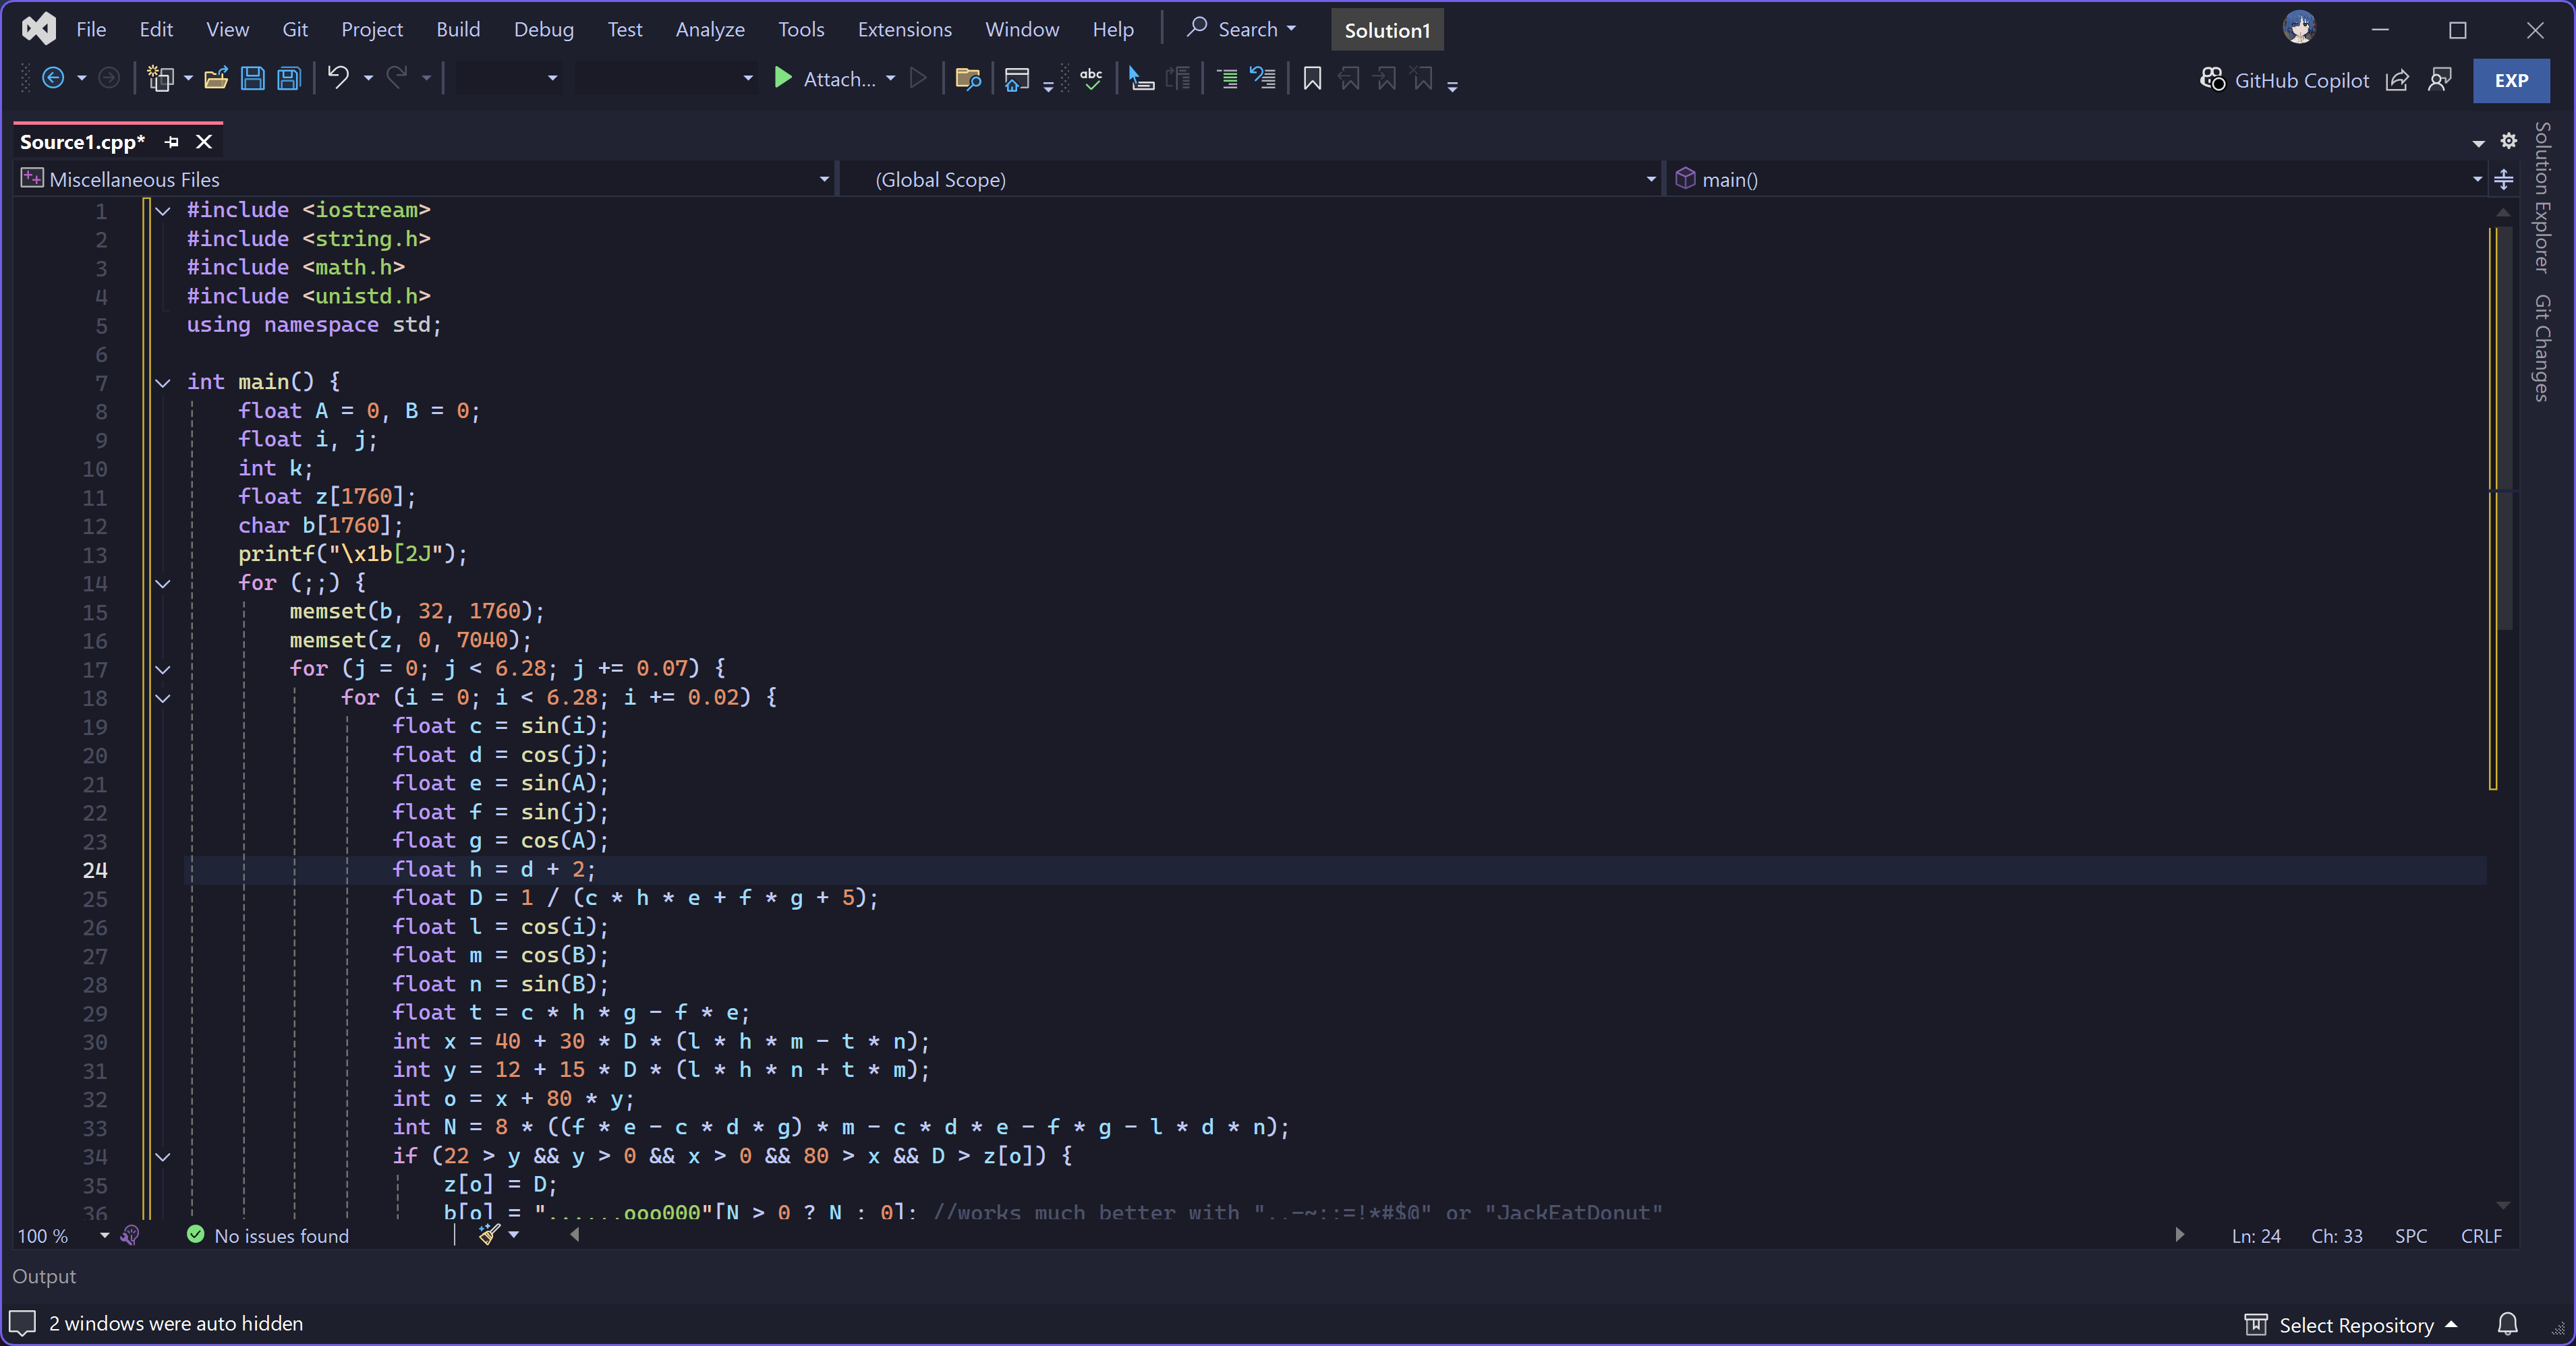 File Edit View Git Project Build Debug Test Analyze Tools Extensions Window Help Search Solution1
Attach... abc GitHub Copilot EXP
Source1.cpp*
Miscellaneous Files (Global Scope) main()
1 #include <iostream>
2 #include <string.h>
3 #include <math.h>
4 #include <unistd.h>
5 using namespace std;
6
7 int main() {
8 float A = 0, B = 0;
9 float i, j;
10 int k;
11 float z[1760];
12 char b[1760];
13 printf("\x1b[2J");
14 for (;;) {
15 memset(b, 32, 1760);
16 memset(z, 0, 7040);
17 for (j = 0; j < 6.28; j += 0.07) {
18 for (i = 0; i < 6.28; i += 0.02) {
19 float c = sin(i);
20 float d = cos(j);
21 float e = sin(A);
22 float f = sin(j);
23 float g = cos(A);
24 float h = d + 2;
25 float D = 1 / (c * h * e + f * g + 5);
26 float l = cos(i);
27 float m = cos(B);
28 float n = sin(B);
29 float t = c * h * g - f * e;
30 int x = 40 + 30 * D * (l * h * m - t * n);
31 int y = 12 + 15 * D * (l * h * n + t * m);
32 int o = x + 80 * y;
33 int N = 8 * ((f * e - c * d * g) * m - c * d * e - f * g - l * d * n);
34 if (22 > y && y > 0 && x > 0 && 80 > x && D > z[o]) {
35 z[o] = D;
36 b[o] = "......ooo000"[N > 0 ? N : 0]; //works much better with ".,-~:;=!*#$@" or "JackEatDonut"
100 % No issues found Ln: 24 Ch: 33 SPC CRLF
Output
2 windows were auto hidden Select Repository
Solution Explorer
Git Changes